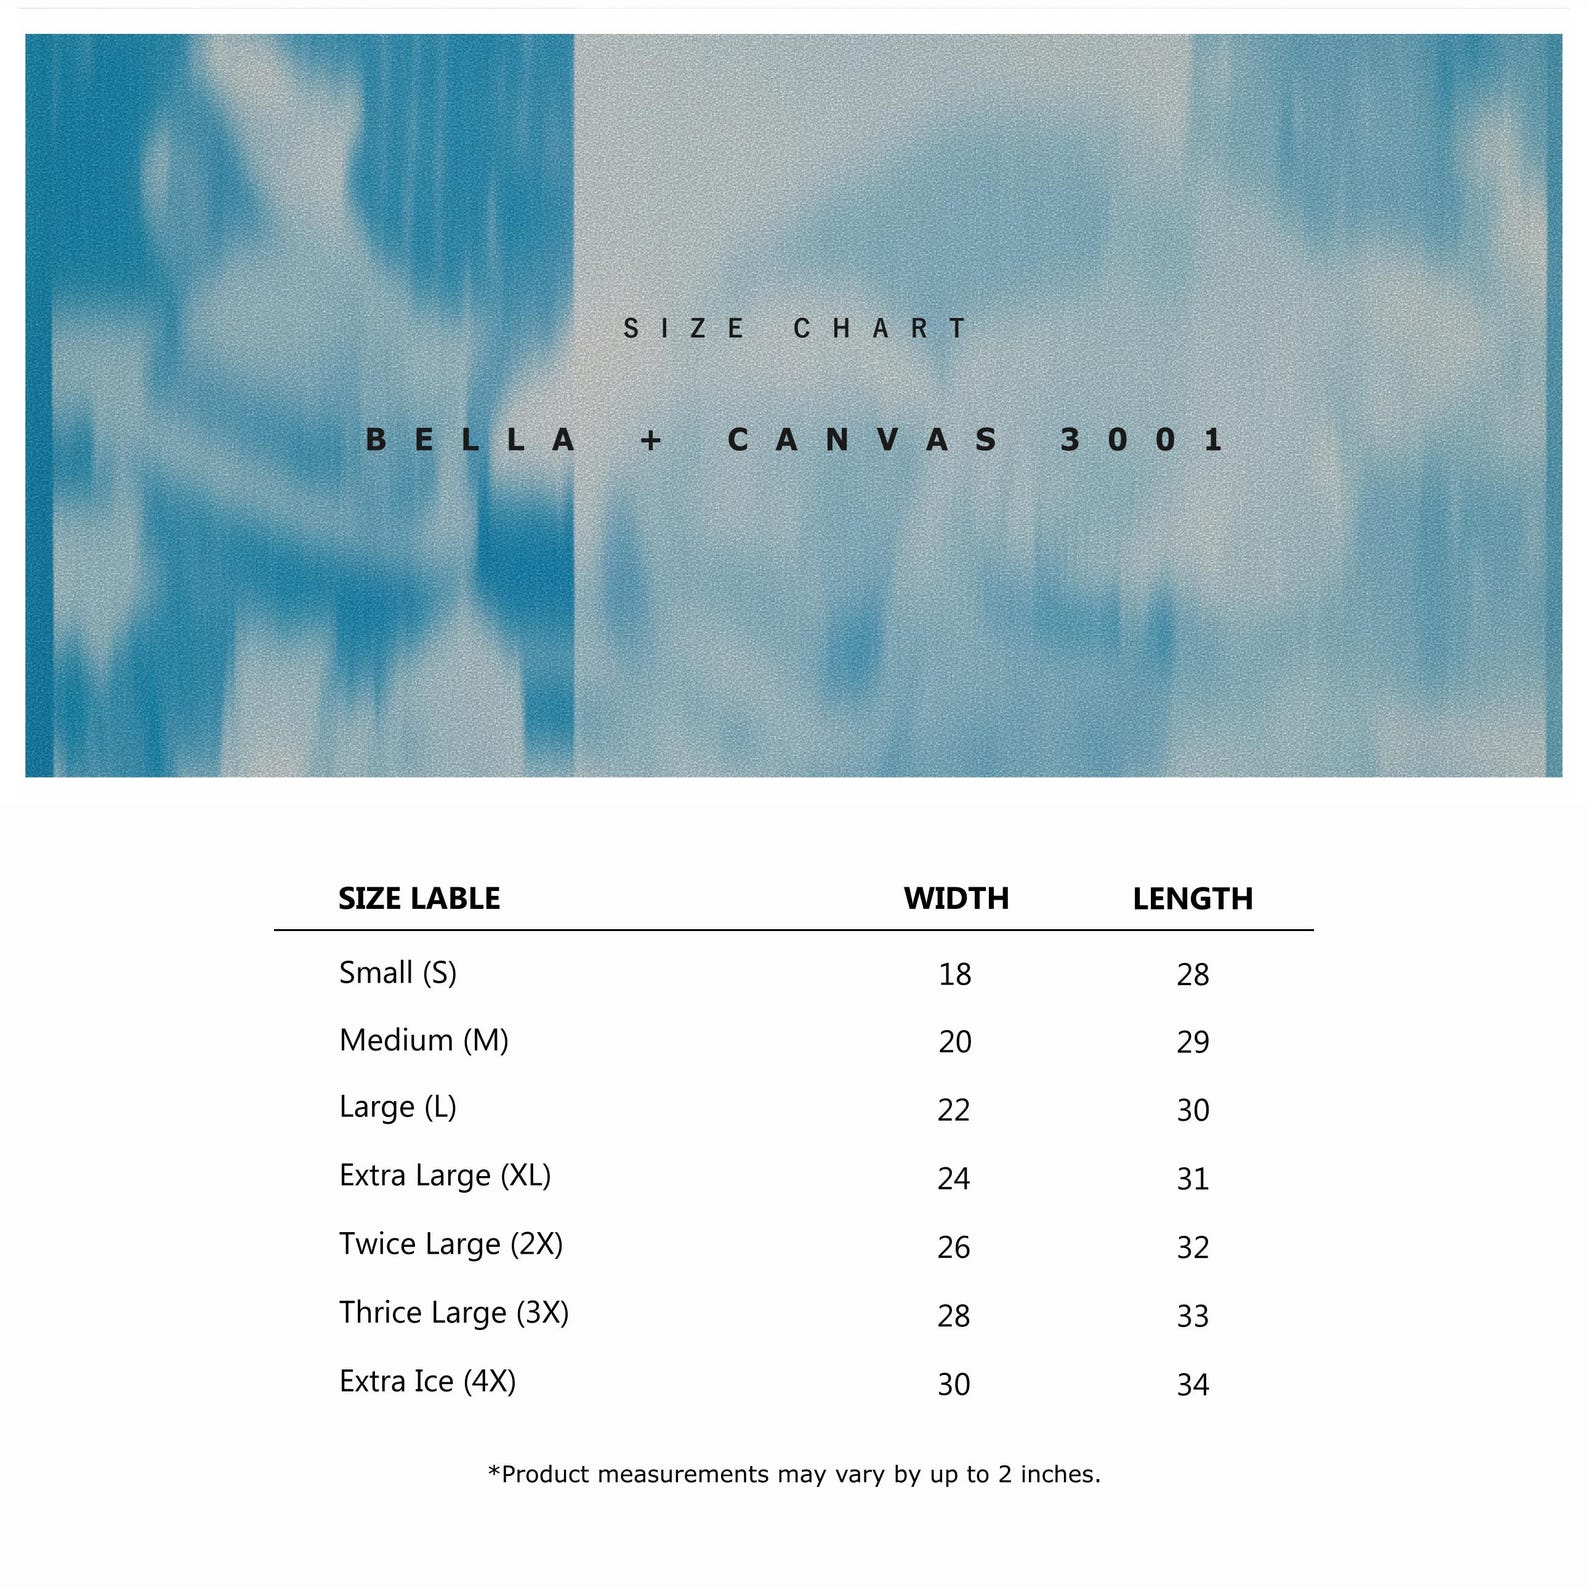 SIZE CHART
BELLA + CANVAS 3001
SIZE LABLE WIDTH LENGTH
Small (S) 18 28
Medium (M) 20 29
Large (L) 22 30
Extra Large (XL) 24 31
Twice Large (2X) 26 32
Thrice Large (3X) 28 33
Extra Ice (4X) 30 34
*Product measurements may vary by up to 2 inches.